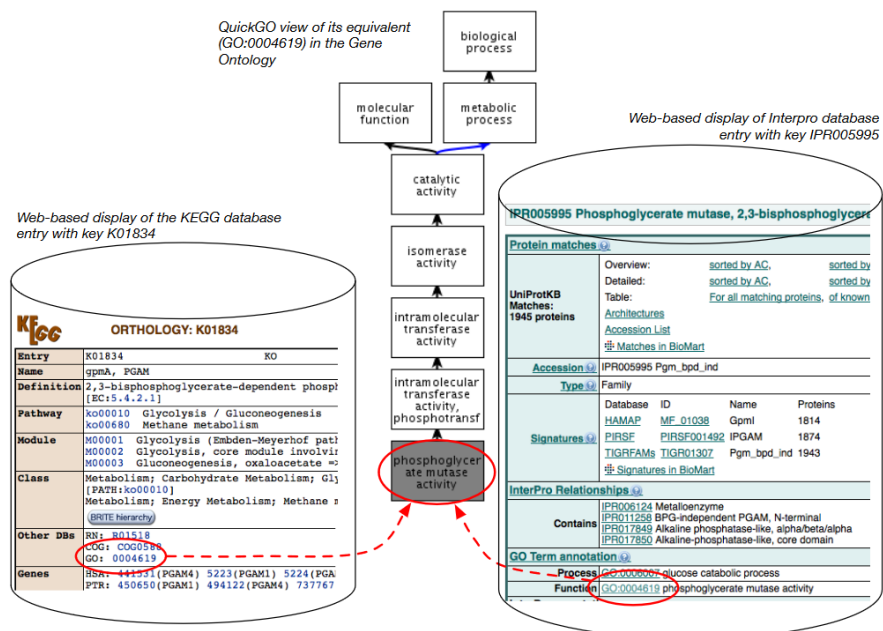 QuickGO view of its equivalent
(GO:0004619) in the Gene
Ontology
biological
process
molecular
function
metabolic
process
catalytic
activity
isomerase
activity
intramolecular
transferase
activity
intramolecular
transferase
activity,
phosphotransf
phosphoglycer
ate mutase
activity
Web-based display of the KEGG database
entry with key K01834
KEGG
ORTHOLOGY: K01834
Entry K01834 KO
Name gpmA, PGAM
Definition 2,3-bisphosphoglycerate-dependent phosph
[EC:5.4.2.1]
Pathway ko00010 Glycolysis / Gluconeogenesis
ko00680 Methane metabolism
Module M00001 Glycolysis (Embden-Meyerhof path
M00002 Glycolysis, core module involvin
M00003 Gluconeogenesis, oxaloacetate =>
Class Metabolism; Carbohydrate Metabolism; Gly
[PATH:ko00010]
Metabolism; Energy Metabolism; Methane m
BRITE hierarchy
Other DBs RN: R01518
COG: COG0588
GO: 0004619
Genes HSA: 441531(PGAM4) 5223(PGAM1) 5224(PGA
PTR: 450650(PGAM1) 494122(PGAM4) 737767
Web-based display of Interpro database
entry with key IPR005995
IPR005995 Phosphoglycerate mutase, 2,3-bisphosphoglycera
Protein matches
UniProtKB
Matches:
1945 proteins
Overview: sorted by AC, sorted by
Detailed: sorted by AC, sorted by
Table: For all matching proteins, of known
Architectures
Accession List
Matches in BioMart
Accession IPR005995 Pgm_bpd_ind
Type Family
Signatures
Database ID Name Proteins
HAMAP MF_01038 GpmI 1814
PIRSF PIRSF001492 IPGAM 1874
TIGRFAMs TIGR01307 Pgm_bpd_ind 1943
Signatures in BioMart
InterPro Relationships
Contains
IPR006124 Metalloenzyme
IPR011258 BPG-independent PGAM, N-terminal
IPR017849 Alkaline phosphatase-like, alpha/beta/alpha
IPR017850 Alkaline-phosphatase-like, core domain
GO Term annotation
Process GO:0006007 glucose catabolic process
Function GO:0004619 phosphoglycerate mutase activity